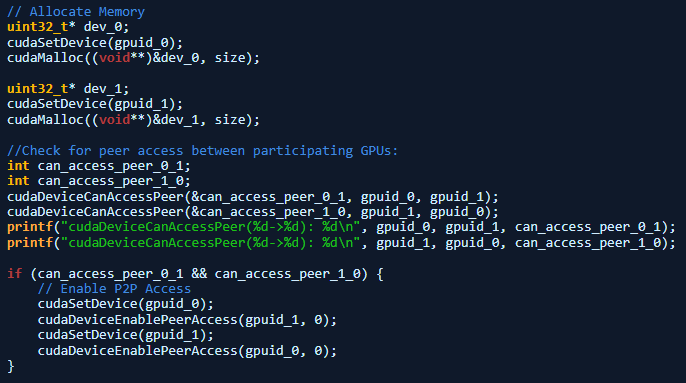 // Allocate Memory
uint32_t* dev_0;
cudaSetDevice(gpuid_0);
cudaMalloc((void**)&dev_0, size);

uint32_t* dev_1;
cudaSetDevice(gpuid_1);
cudaMalloc((void**)&dev_1, size);

//Check for peer access between participating GPUs:
int can_access_peer_0_1;
int can_access_peer_1_0;
cudaDeviceCanAccessPeer(&can_access_peer_0_1, gpuid_0, gpuid_1);
cudaDeviceCanAccessPeer(&can_access_peer_1_0, gpuid_1, gpuid_0);
printf("cudaDeviceCanAccessPeer(%d->%d): %d\n", gpuid_0, gpuid_1, can_access_peer_0_1);
printf("cudaDeviceCanAccessPeer(%d->%d): %d\n", gpuid_1, gpuid_0, can_access_peer_1_0);

if (can_access_peer_0_1 && can_access_peer_1_0) {
    // Enable P2P Access
    cudaSetDevice(gpuid_0);
    cudaDeviceEnablePeerAccess(gpuid_1, 0);
    cudaSetDevice(gpuid_1);
    cudaDeviceEnablePeerAccess(gpuid_0, 0);
}